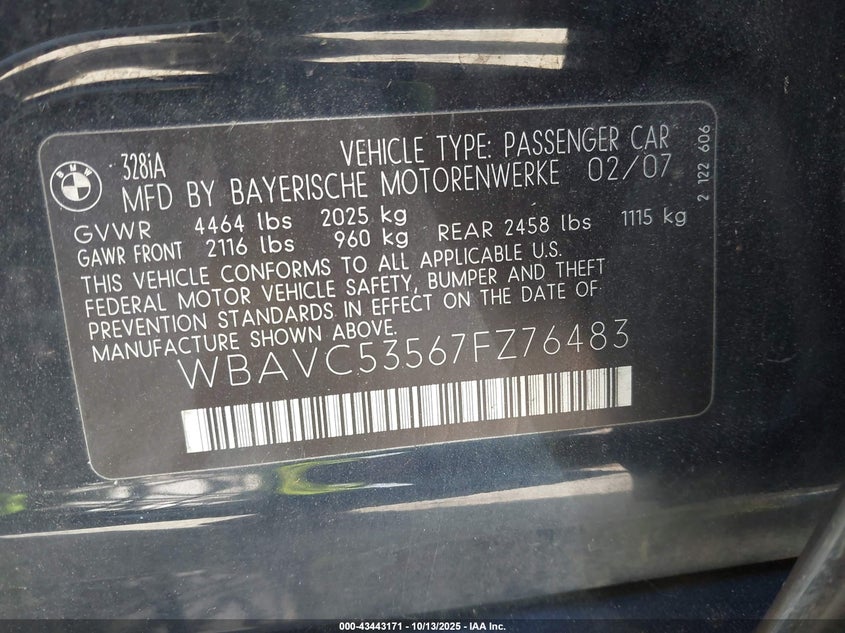 BMW
328iA
VEHICLE TYPE: PASSENGER CAR
MFD BY BAYERISCHE MOTORENWERKE 02/07
GVWR 4464 lbs 2025 kg
GAWR FRONT 2116 lbs 960 kg REAR 2458 lbs 1115 kg
THIS VEHICLE CONFORMS TO ALL APPLICABLE U.S.
FEDERAL MOTOR VEHICLE SAFETY, BUMPER AND THEFT
PREVENTION STANDARDS IN EFFECT ON THE DATE OF
MANUFACTURE SHOWN ABOVE.
WBAVC53567FZ76483
2 122 606
000-43443171 | 10/13/2025 | IAA Inc.